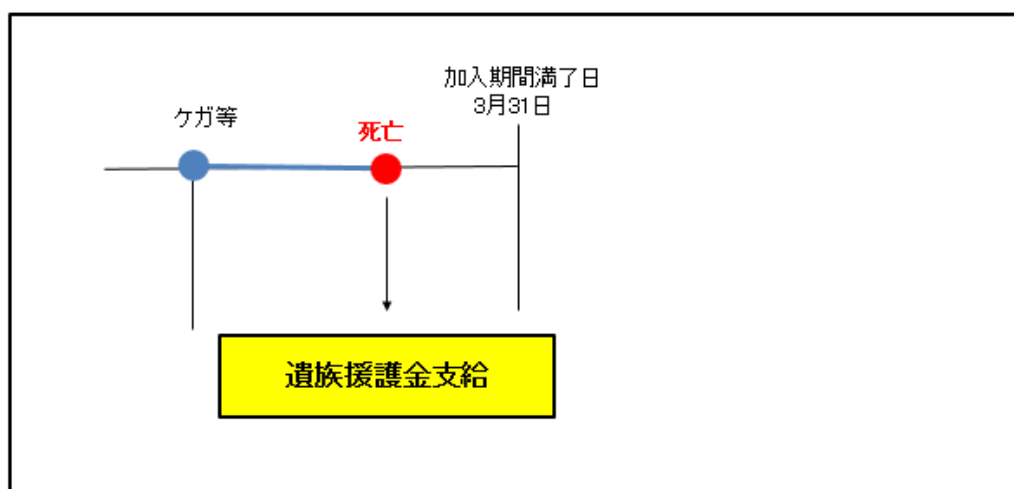 加入期間満了日
3月31日
ケガ等
死亡
遺族援護金支給